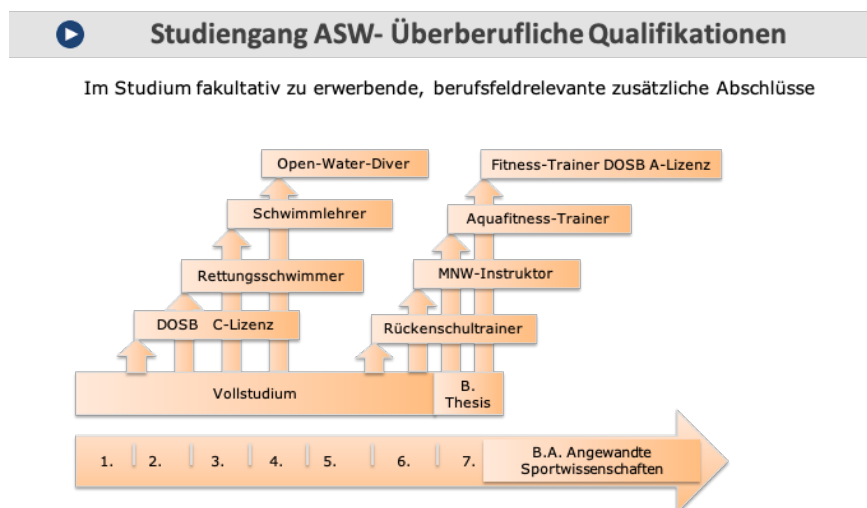 Studiengang ASW- Überberufliche Qualifikationen
Im Studium fakultativ zu erwerbende, berufsfeldrelevante zusätzliche Abschlüsse
Open-Water-Diver
Fitness-Trainer DOSB A-Lizenz
Schwimmlehrer
Aquafitness-Trainer
Rettungsschwimmer
MNW-Instruktor
DOSB C-Lizenz
Rückenschultrainer
Vollstudium
B.
Thesis
1. 2. 3. 4. 5. 6. 7.
B.A. Angewandte
Sportwissenschaften